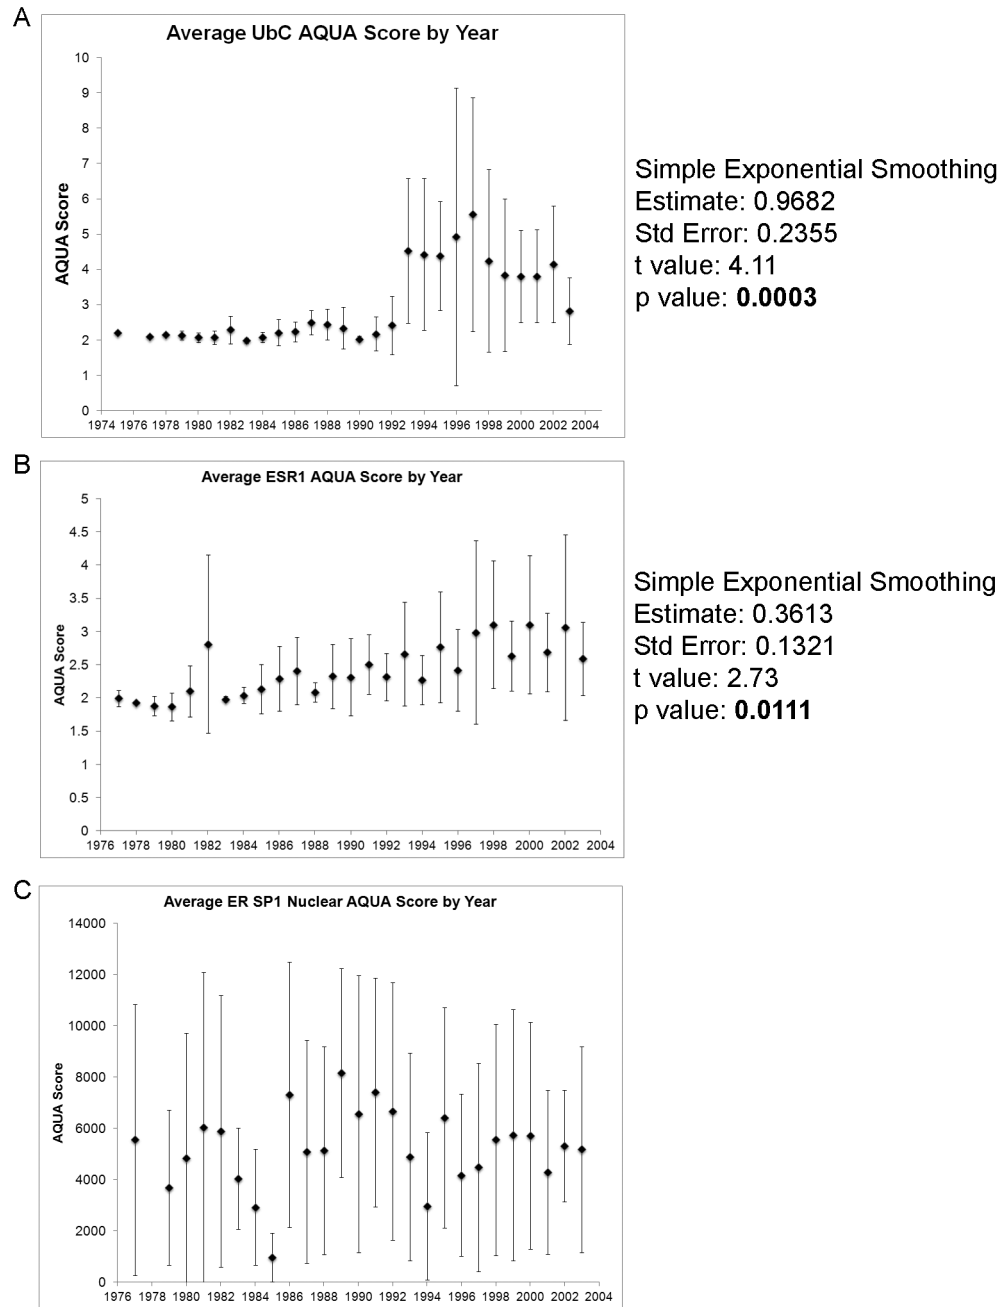 A
Average UbC AQUA Score by Year
10
9
8
7
6
5
4
3
2
1
0
AQUA Score
1974 1976 1978 1980 1982 1984 1986 1988 1990 1992 1994 1996 1998 2000 2002 2004
Simple Exponential Smoothing
Estimate: 0.9682
Std Error: 0.2355
t value: 4.11
p value: 0.0003
B
Average ESR1 AQUA Score by Year
5
4.5
4
3.5
3
2.5
2
1.5
1
0.5
0
AQUA Score
1976 1978 1980 1982 1984 1986 1988 1990 1992 1994 1996 1998 2000 2002 2004
Simple Exponential Smoothing
Estimate: 0.3613
Std Error: 0.1321
t value: 2.73
p value: 0.0111
C
Average ER SP1 Nuclear AQUA Score by Year
14000
12000
10000
8000
6000
4000
2000
0
AQUA Score
1976 1978 1980 1982 1984 1986 1988 1990 1992 1994 1996 1998 2000 2002 2004